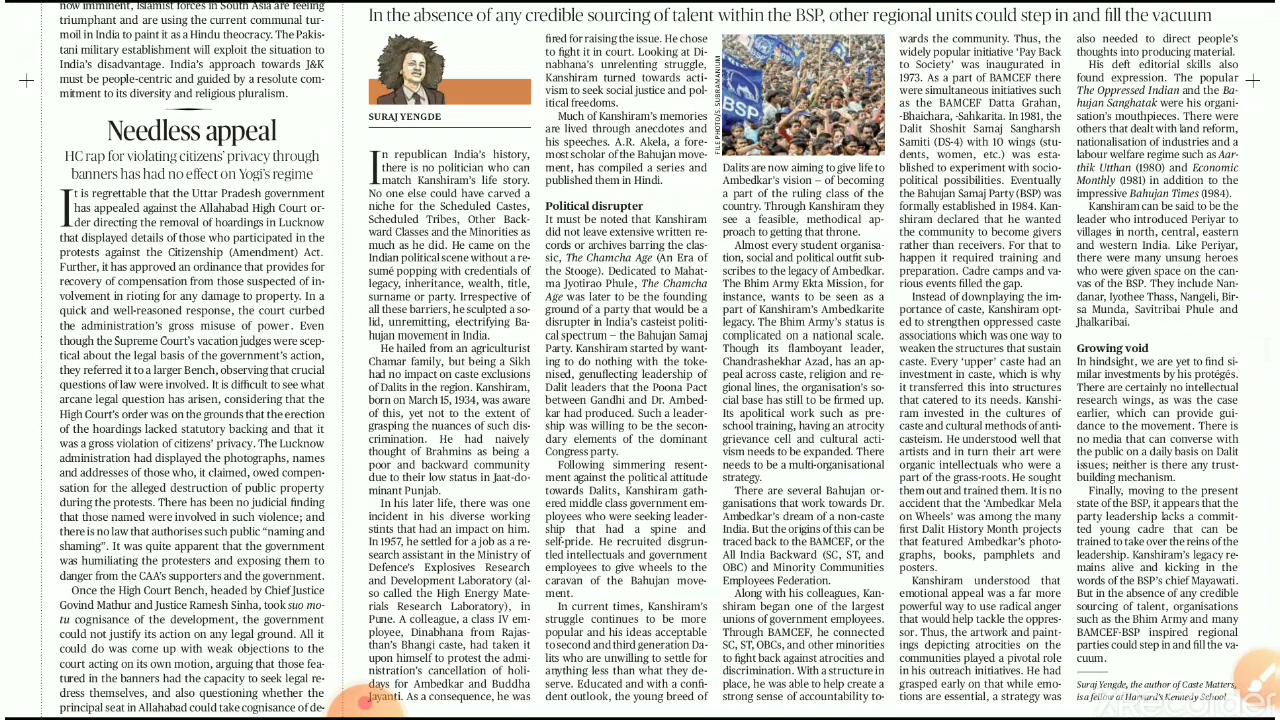 now imminent, Islamist forces in South Asia are feeling
triumphant and are using the current communal tur-
moil in India to paint it as a Hindu theocracy. The Pakis-
tani military establishment will exploit the situation to
India's disadvantage. India's approach towards J&K
must be people-centric and guided by a resolute com-
mitment to its diversity and religious pluralism.
Needless appeal
HC rap for violating citizens' privacy through
banners has had no effect on Yogi's regime
It is regrettable that the Uttar Pradesh government
has appealed against the Allahabad High Court or-
der directing the removal of hoardings in Lucknow
that displayed details of those who participated in the
protests against the Citizenship (Amendment) Act.
Further, it has approved an ordinance that provides for
recovery of compensation from those suspected of in-
volvement in rioting for any damage to property. In a
quick and well-reasoned response, the court curbed
the administration's gross misuse of power. Even
though the Supreme Court's vacation judges were scep-
tical about the legal basis of the government's action,
they referred it to a larger Bench, observing that crucial
questions of law were involved. It is difficult to see what
arcane legal question has arisen, considering that the
High Court's order was on the grounds that the erection
of the hoardings lacked statutory backing and that it
was a gross violation of citizens' privacy. The Lucknow
administration had displayed the photographs, names
and addresses of those who, it claimed, owed compen-
sation for the alleged destruction of public property
during the protests. There has been no judicial finding
that those named were involved in such violence; and
there is no law that authorises such public "naming and
shaming". It was quite apparent that the government
was humiliating the protesters and exposing them to
danger from the CAA's supporters and the government.
Once the High Court Bench, headed by Chief Justice
Govind Mathur and Justice Ramesh Sinha, took suo mo-
tu cognisance of the development, the government
could not justify its action on any legal ground. All it
could do was come up with weak objections to the
court acting on its own motion, arguing that those fea-
tured in the banners had the capacity to seek legal re-
dress themselves, and also questioning whether the
principal seat in Allahabad could take cognisance of de-
In the absence of any credible sourcing of talent within the BSP, other regional units could step in and fill the vacuum
SURAJ YENGDE
In republican India's history,
there is no politician who can
match Kanshiram's life story.
No one else could have carved a
niche for the Scheduled Castes,
Scheduled Tribes, Other Back-
ward Classes and the Minorities as
much as he did. He came on the
Indian political scene without a re-
sumé popping with credentials of
legacy, inheritance, wealth, title,
surname or party. Irrespective of
all these barriers, he sculpted a so-
lid, unremitting, electrifying Ba-
hujan movement in India.
He hailed from an agriculturist
Chamar family, but being a Sikh
had no impact on caste exclusions
of Dalits in the region. Kanshiram,
born on March 15, 1934, was aware
of this, yet not to the extent of
grasping the nuances of such dis-
crimination. He had naively
thought of Brahmins as being a
poor and backward community
due to their low status in Jaat-do-
minant Punjab.
In his later life, there was one
incident in his diverse working
stints that had an impact on him.
In 1957, he settled for a job as a re-
search assistant in the Ministry of
Defence's Explosives Research
and Development Laboratory (al-
so called the High Energy Mate-
rials Research Laboratory), in
Pune. A colleague, a class IV em-
ployee, Dinabhana from Rajas-
than's Bhangi caste, had taken it
upon himself to protest the admi-
nistration's cancellation of holi-
days for Ambedkar and Buddha
Jayanti. As a consequence, he was
fired for raising the issue. He chose
to fight it in court. Looking at Di-
nabhana's unrelenting struggle,
Kanshiram turned towards acti-
vism to seek social justice and pol-
itical freedoms.
Much of Kanshiram's memories
are lived through anecdotes and
his speeches. A.R. Akela, a fore-
most scholar of the Bahujan move-
ment, has compiled a series and
published them in Hindi.
Political disrupter
It must be noted that Kanshiram
did not leave extensive written re-
cords or archives barring the clas-
sic, The Chamcha Age (An Era of
the Stooge). Dedicated to Mahat-
ma Jyotirao Phule, The Chamcha
Age was later to be the founding
ground of a party that would be a
disrupter in India's casteist polit-
ical spectrum – the Bahujan Samaj
Party. Kanshiram started by want-
ing to do nothing with the toke-
nised, genuflecting leadership of
Dalit leaders that the Poona Pact
between Gandhi and Dr. Ambed-
kar had produced. Such a leader-
ship was willing to be the secon-
dary elements of the dominant
Congress party.
Following simmering resent-
ment against the political attitude
towards Dalits, Kanshiram gath-
ered middle class government em-
ployees who were seeking leader-
ship that had a spine and
self-pride. He recruited disgrun-
tled intellectuals and government
employees to give wheels to the
caravan of the Bahujan move-
ment.
In current times, Kanshiram's
struggle continues to be more
popular and his ideas acceptable
to second and third generation Da-
lits who are unwilling to settle for
anything less than what they de-
serve. Educated and with a confi-
dent outlook, the young breed of
FILE PHOTO/S. SUBRAMANIUM
BSP
Dalits are now aiming to give life to
Ambedkar's vision – of becoming
a part of the ruling class of the
country. Through Kanshiram they
see a feasible, methodical ap-
proach to getting that throne.
Almost every student organisa-
tion, social and political outfit sub-
scribes to the legacy of Ambedkar.
The Bhim Army Ekta Mission, for
instance, wants to be seen as a
part of Kanshiram's Ambedkarite
legacy. The Bhim Army's status is
complicated on a national scale.
Though its flamboyant leader,
Chandrashekhar Azad, has an ap-
peal across caste, religion and re-
gional lines, the organisation's so-
cial base has still to be firmed up.
Its apolitical work such as pre-
school training, having an atrocity
grievance cell and cultural acti-
vism needs to be expanded. There
needs to be a multi-organisational
strategy.
There are several Bahujan or-
ganisations that work towards Dr.
Ambedkar's dream of a non-caste
India. But the origins of this can be
traced back to the BAMCEF, or the
All India Backward (SC, ST, and
OBC) and Minority Communities
Employees Federation.
Along with his colleagues, Kan-
shiram began one of the largest
unions of government employees.
Through BAMCEF, he connected
SC, ST, OBCs, and other minorities
to fight back against atrocities and
discrimination. With a structure in
place, he was able to help create a
strong sense of accountability to-
wards the community. Thus, the
widely popular initiative 'Pay Back
to Society' was inaugurated in
1973. As a part of BAMCEF there
were simultaneous initiatives such
as the BAMCEF Datta Grahan,
-Bhaichara, -Sahkarita. In 1981, the
Dalit Shoshit Samaj Sangharsh
Samiti (DS-4) with 10 wings (stu-
dents, women, etc.) was esta-
blished to experiment with socio-
political possibilities. Eventually
the Bahujan Samaj Party (BSP) was
formally established in 1984. Kan-
shiram declared that he wanted
the community to become givers
rather than receivers. For that to
happen it required training and
preparation. Cadre camps and va-
rious events filled the gap.
Instead of downplaying the im-
portance of caste, Kanshiram opt-
ed to strengthen oppressed caste
associations which was one way to
weaken the structures that sustain
caste. Every 'upper' caste had an
investment in caste, which is why
it transferred this into structures
that catered to its needs. Kanshi-
ram invested in the cultures of
caste and cultural methods of anti-
casteism. He understood well that
artists and in turn their art were
organic intellectuals who were a
part of the grass-roots. He sought
them out and trained them. It is no
accident that the 'Ambedkar Mela
on Wheels' was among the many
first Dalit History Month projects
that featured Ambedkar's photo-
graphs, books, pamphlets and
posters.
Kanshiram understood that
emotional appeal was a far more
powerful way to use radical anger
that would help tackle the oppres-
sor. Thus, the artwork and paint-
ings depicting atrocities on the
communities played a pivotal role
in his outreach initiatives. He had
grasped early on that while emo-
tions are essential, a strategy was
also needed to direct people's
thoughts into producing material.
His deft editorial skills also
found expression. The popular
The Oppressed Indian and the Ba-
hujan Sanghatak were his organi-
sation's mouthpieces. There were
others that dealt with land reform,
nationalisation of industries and a
labour welfare regime such as Aar-
thik Utthan (1980) and Economic
Monthly (1981) in addition to the
impressive Bahujan Times (1984).
Kanshiram can be said to be the
leader who introduced Periyar to
villages in north, central, eastern
and western India. Like Periyar,
there were many unsung heroes
who were given space on the can-
vas of the BSP. They include Nan-
danar, Iyothee Thass, Nangeli, Bir-
sa Munda, Savitribai Phule and
Jhalkaribai.
Growing void
In hindsight, we are yet to find si-
milar investments by his protégés.
There are certainly no intellectual
research wings, as was the case
earlier, which can provide gui-
dance to the movement. There is
no media that can converse with
the public on a daily basis on Dalit
issues; neither is there any trust-
building mechanism.
Finally, moving to the present
state of the BSP, it appears that the
party leadership lacks a commit-
ted young cadre that can be
trained to take over the reins of the
leadership. Kanshiram's legacy re-
mains alive and kicking in the
words of the BSP's chief Mayawati.
But in the absence of any credible
sourcing of talent, organisations
such as the Bhim Army and many
BAMCEF-BSP inspired regional
parties could step in and fill the va-
cuum.
Suraj Yengde, the author of Caste Matters,
is a fellow at Harvard's Kennedy School